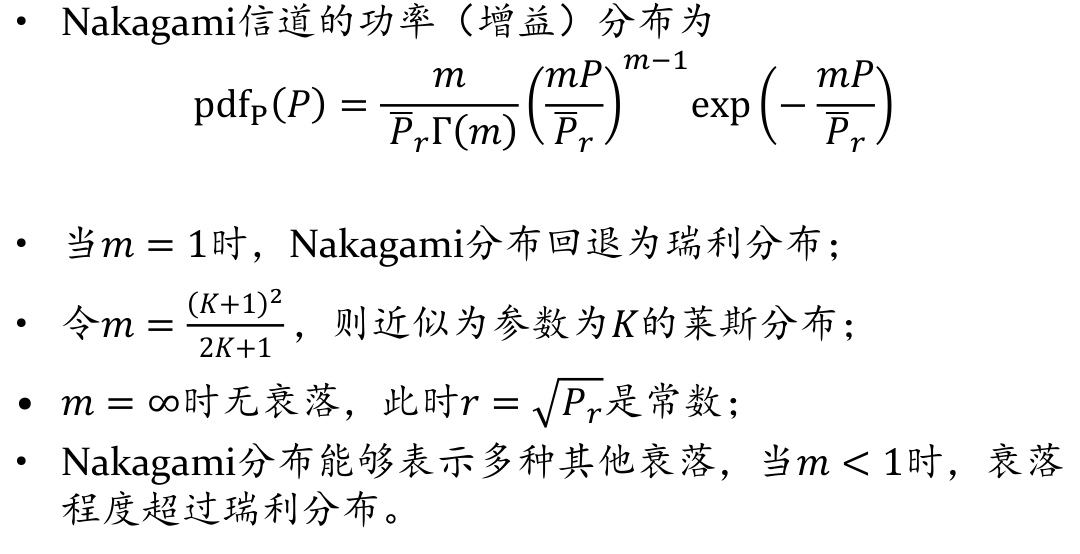 • Nakagami信道的功率（增益）分布为
pdf_P(P) = \frac{m}{\overline{P}_r Γ(m)} \left(\frac{mP}{\overline{P}_r}\right)^{m−1} exp\left(−\frac{mP}{\overline{P}_r}\right)
• 当m = 1时，Nakagami分布回退为瑞利分布；
• 令m = \frac{(K+1)^2}{2K+1}，则近似为参数为K的莱斯分布；
• m = ∞时无衰落，此时r = \sqrt{P_r}是常数；
• Nakagami分布能够表示多种其他衰落，当m < 1时，衰落
程度超过瑞利分布。